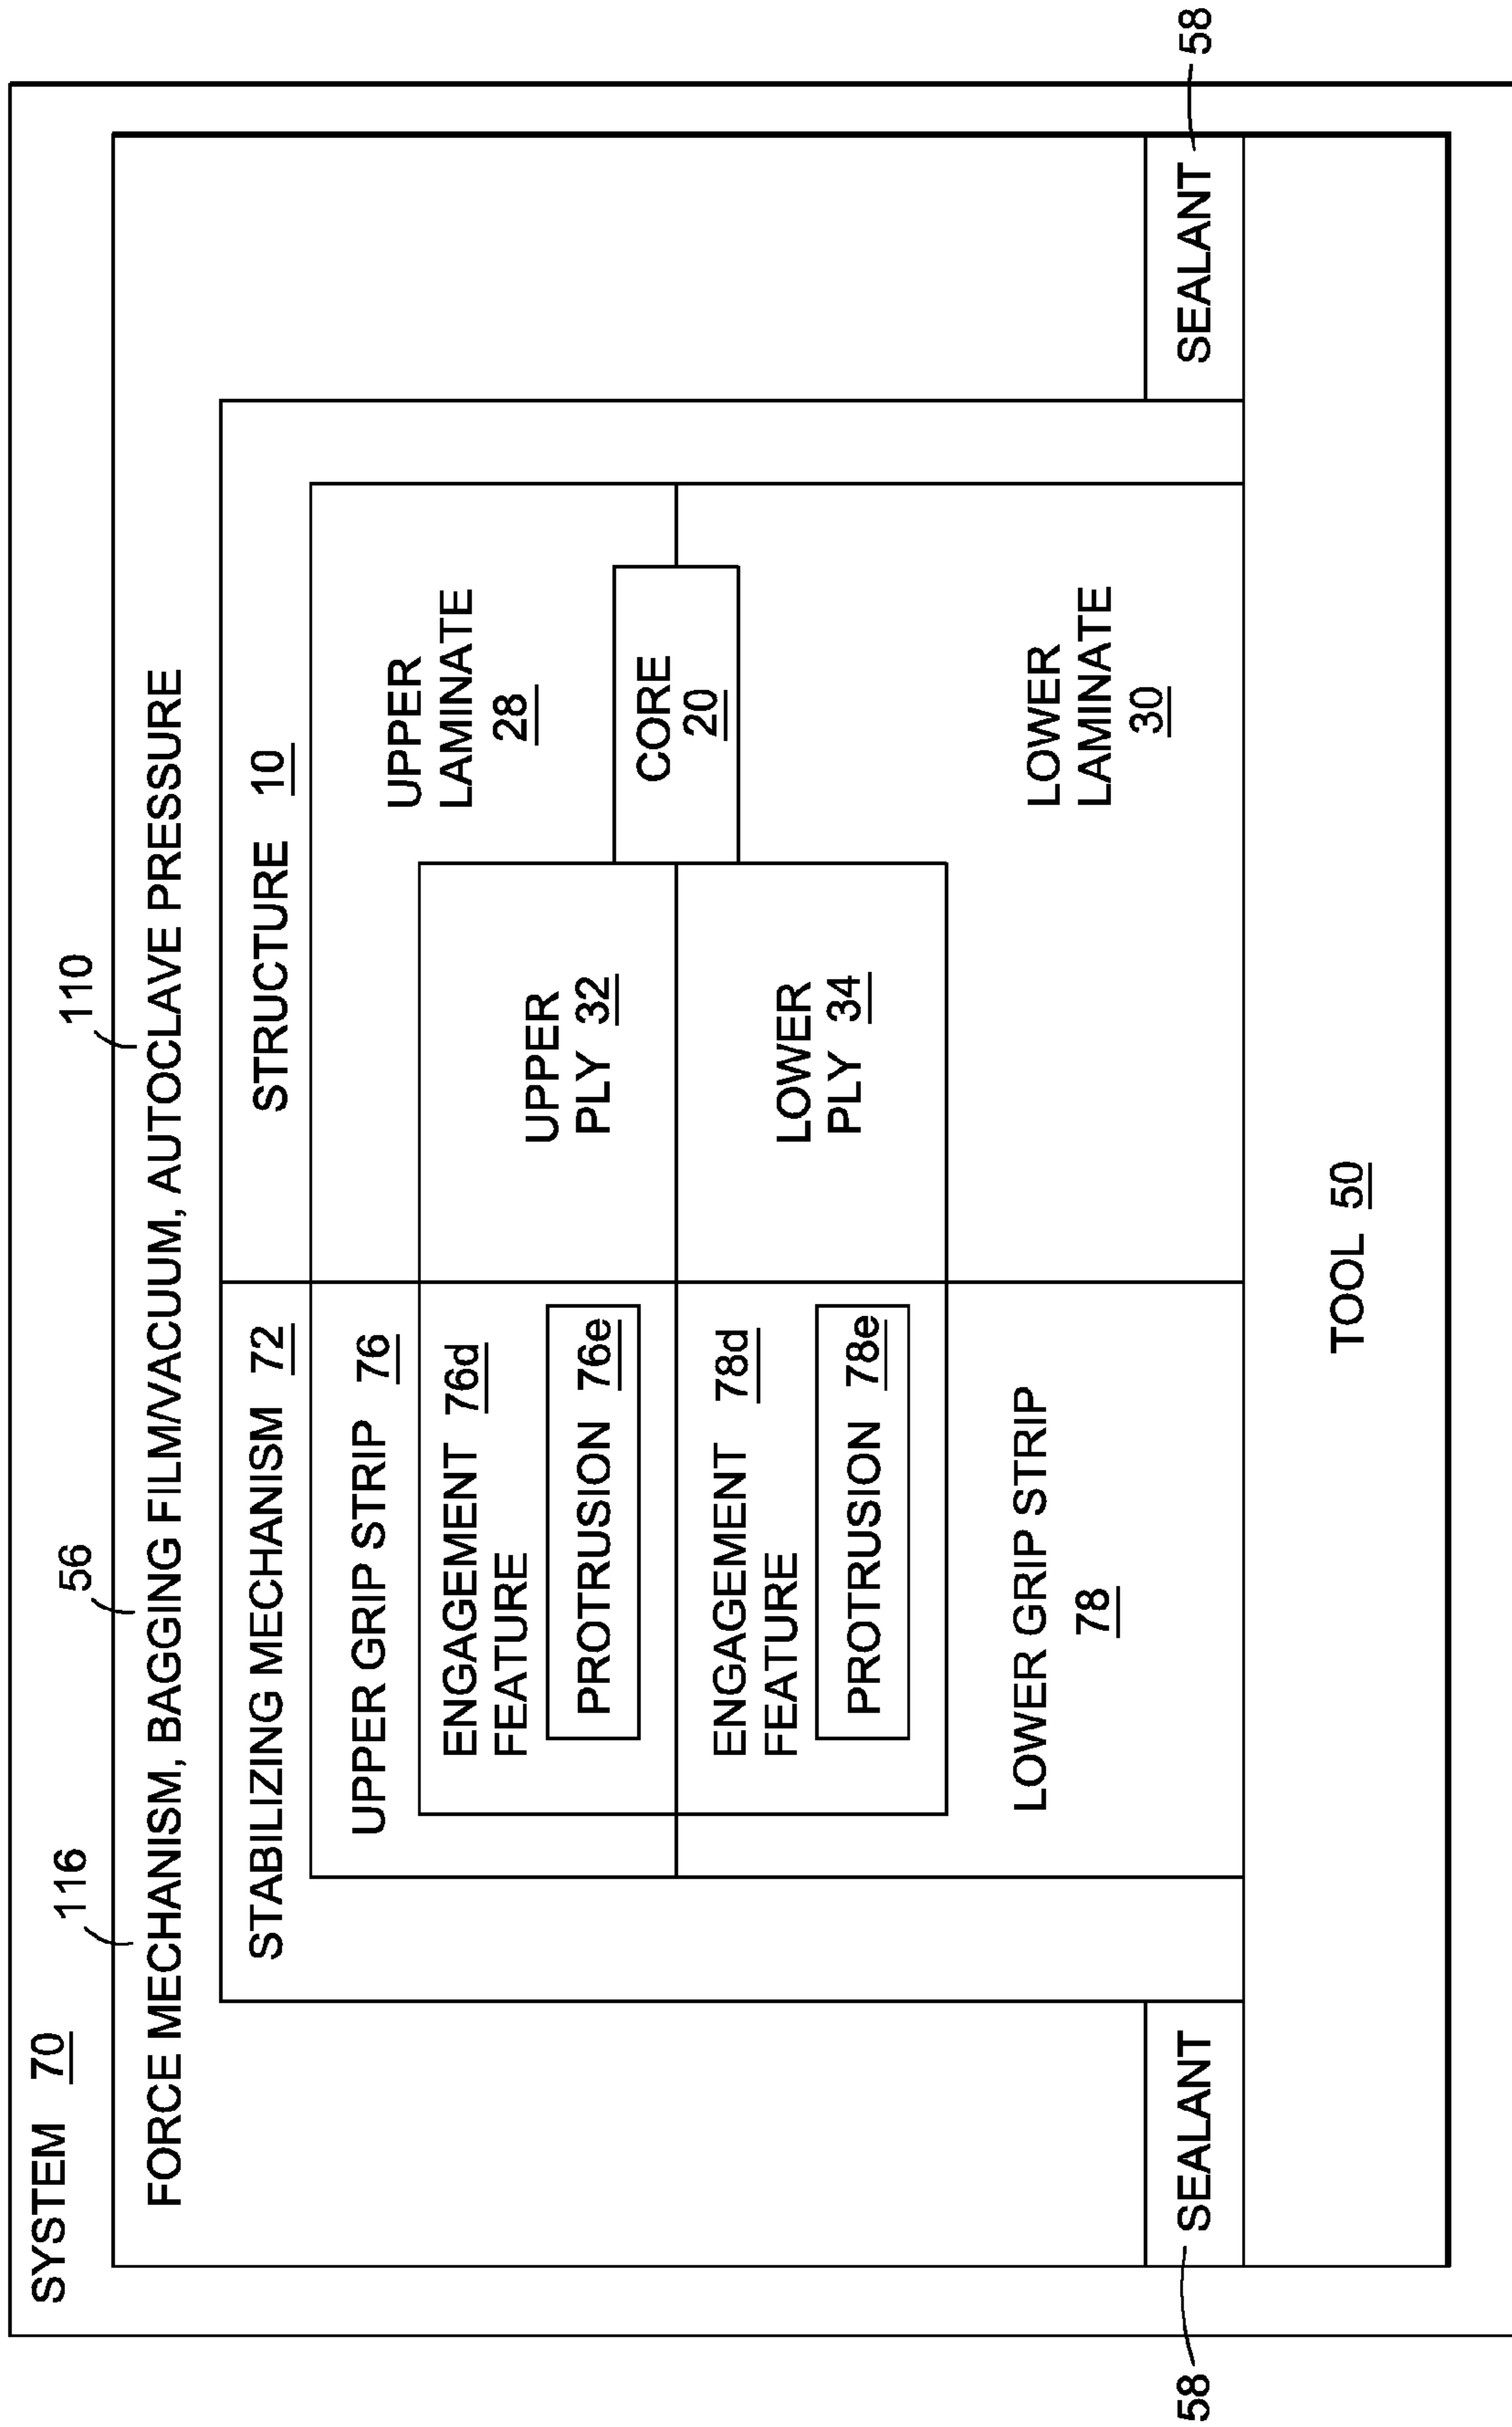 SYSTEM 70
116
56
110
FORCE MECHANISM, BAGGING FILM/VACUUM, AUTOCLAVE PRESSURE
STABILIZING MECHANISM 72
STRUCTURE 10
UPPER GRIP STRIP 76
ENGAGEMENT 76d
FEATURE
PROTRUSION 76e
ENGAGEMENT 78d
FEATURE
PROTRUSION 78e
LOWER GRIP STRIP
78
UPPER
PLY 32
LOWER
PLY 34
UPPER
LAMINATE
28
CORE
20
LOWER
LAMINATE
30
58
SEALANT
SEALANT
58
TOOL 50